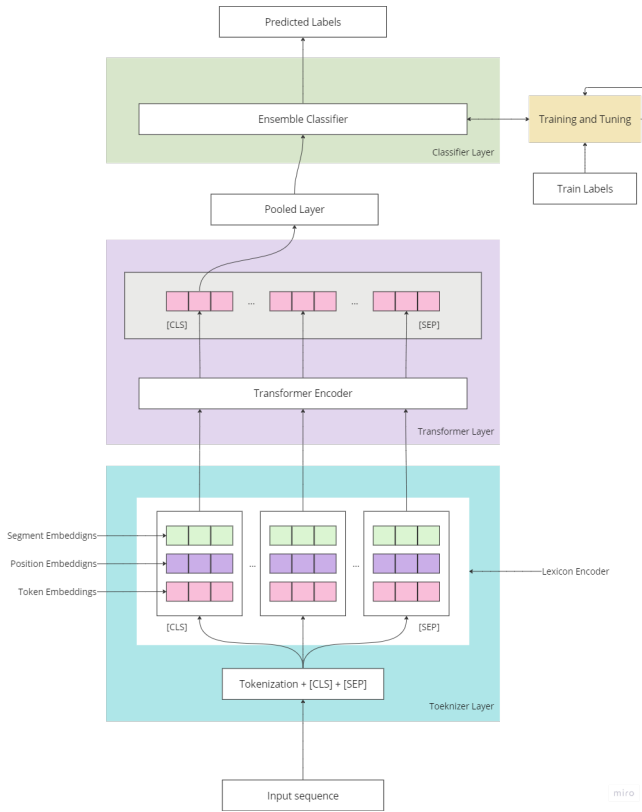 Predicted Labels
Ensemble Classifier
Training and Tuning
Classifier Layer
Train Labels
Pooled Layer
... ...
[CLS] [SEP]
Transformer Encoder
Transformer Layer
Segment Embeddigns
Position Embeddigns
... ...
Lexicon Encoder
Token Embeddings
[CLS] [SEP]
Tokenization + [CLS] + [SEP]
Toeknizer Layer
Input sequence
miro